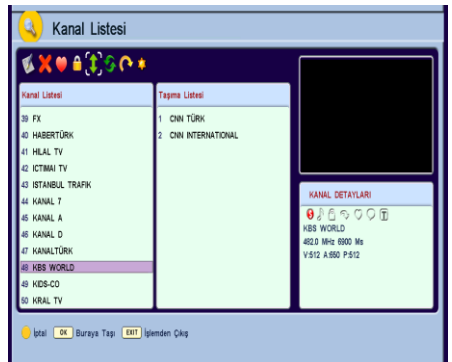 Kanal Listesi
Kanal Listesi
39 FX
40 HABERTÜRK
41 HILAL TV
42 ICTIMAI TV
43 ISTANBUL TRAFIK
44 KANAL 7
45 KANAL A
46 KANAL D
47 KANALTÜRK
48 KBS WORLD
49 KIDS-CO
50 KRAL TV
Taşıma Listesi
1 CNN TÜRK
2 CNN INTERNATIONAL
KANAL DETAYLARI
KBS WORLD
482.0 MHz 6900 Ms
V:512 A:650 P:512
İptal OK Buraya Taşı EXIT İşlemden Çıkış